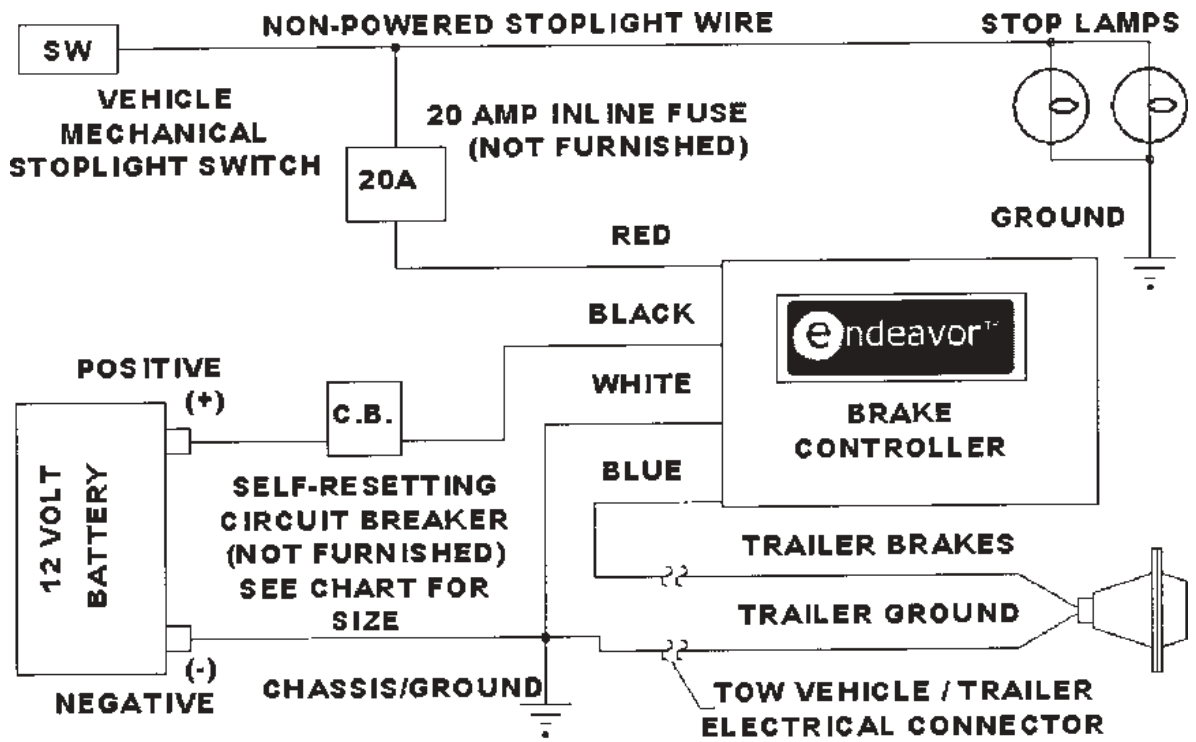 NON-POWERED STOPLIGHT WIRE
STOP LAMPS
SW
VEHICLE
MECHANICAL
STOPLIGHT SWITCH
20 AMP INLINE FUSE
(NOT FURNISHED)
20A
GROUND
RED
BLACK
endeavor™
WHITE
BRAKE
CONTROLLER
POSITIVE
(+)
C.B.
BLUE
12 VOLT
BATTERY
SELF-RESETTING
CIRCUIT BREAKER
(NOT FURNISHED)
SEE CHART FOR
SIZE
TRAILER BRAKES
TRAILER GROUND
(-)
NEGATIVE
CHASSIS/GROUND
TOW VEHICLE / TRAILER
ELECTRICAL CONNECTOR